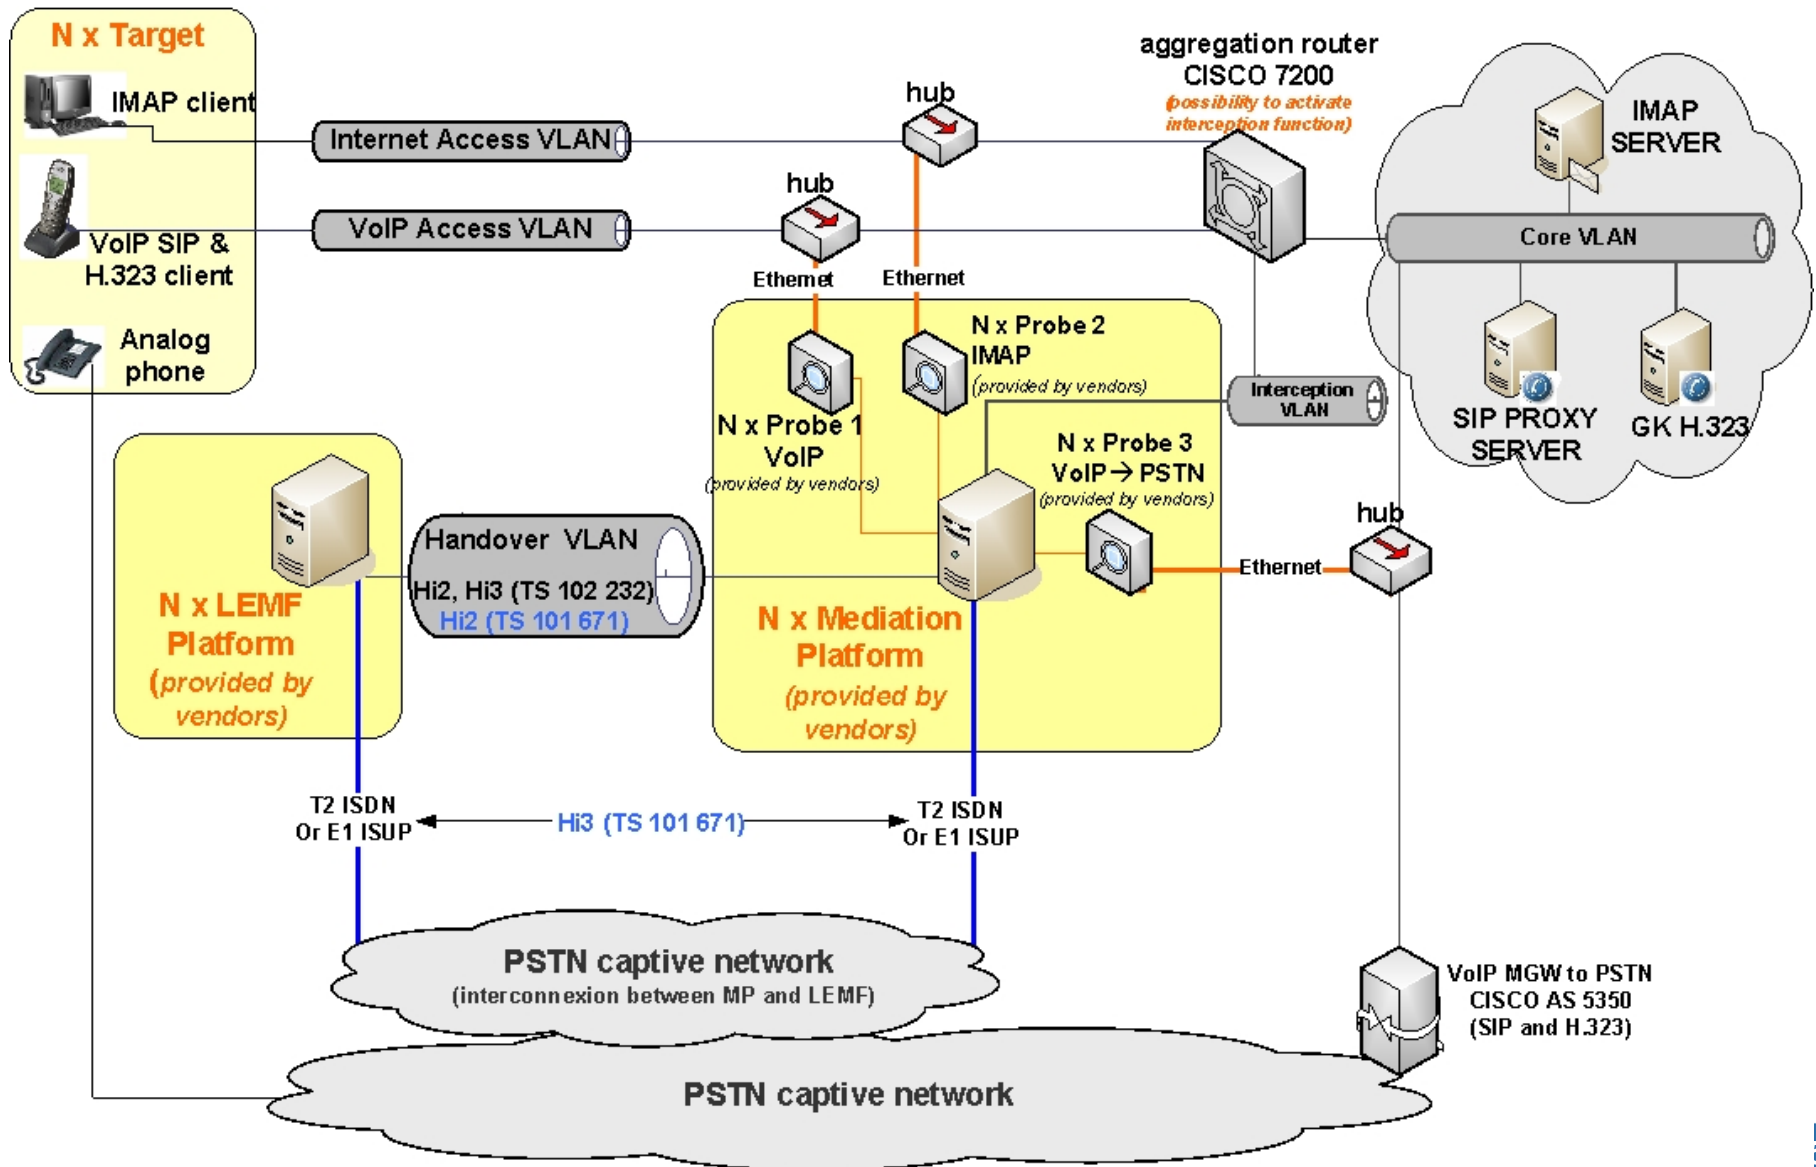 N x Target
IMAP client
VoIP SIP &
H.323 client
Analog
phone
Internet Access VLAN
VoIP Access VLAN
hub
hub
Ethernet
Ethernet
aggregation router
CISCO 7200
(possibility to activate
interception function)
IMAP
SERVER
Core VLAN
SIP PROXY
SERVER
GK H.323
Interception
VLAN
N x Probe 2
IMAP
(provided by vendors)
N x Probe 1
VoIP
(provided by vendors)
N x Probe 3
VoIP → PSTN
(provided by vendors)
Ethernet
hub
N x LEMF
Platform
(provided by
vendors)
Handover VLAN
Hi2, Hi3 (TS 102 232)
Hi2 (TS 101 671)
N x Mediation
Platform
(provided by
vendors)
T2 ISDN
Or E1 ISUP
Hi3 (TS 101 671)
T2 ISDN
Or E1 ISUP
PSTN captive network
(interconnexion between MP and LEMF)
VoIP MGW to PSTN
CISCO AS 5350
(SIP and H.323)
PSTN captive network